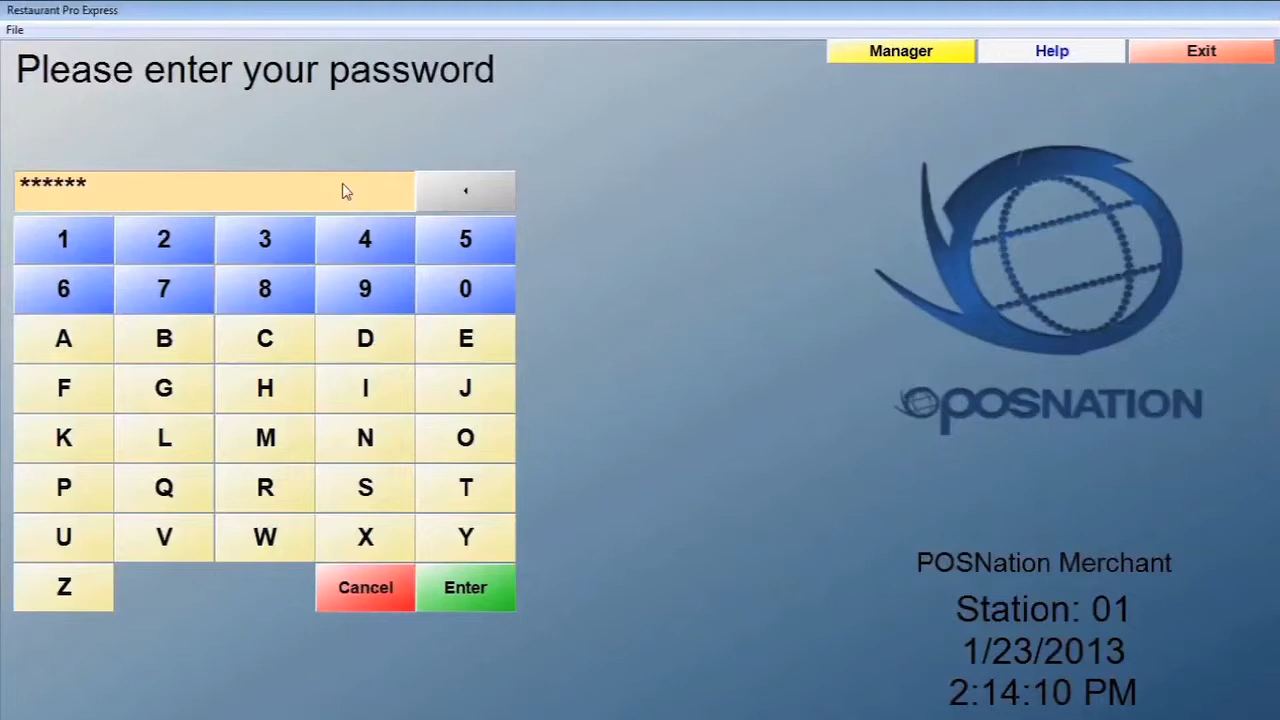 Restaurant Pro Express
File
Manager Help Exit
Please enter your password
******
1 2 3 4 5
6 7 8 9 0
A B C D E
F G H I J
K L M N O
P Q R S T
U V W X Y
Z Cancel Enter
POSNATION
POSNation Merchant
Station: 01
1/23/2013
2:14:10 PM